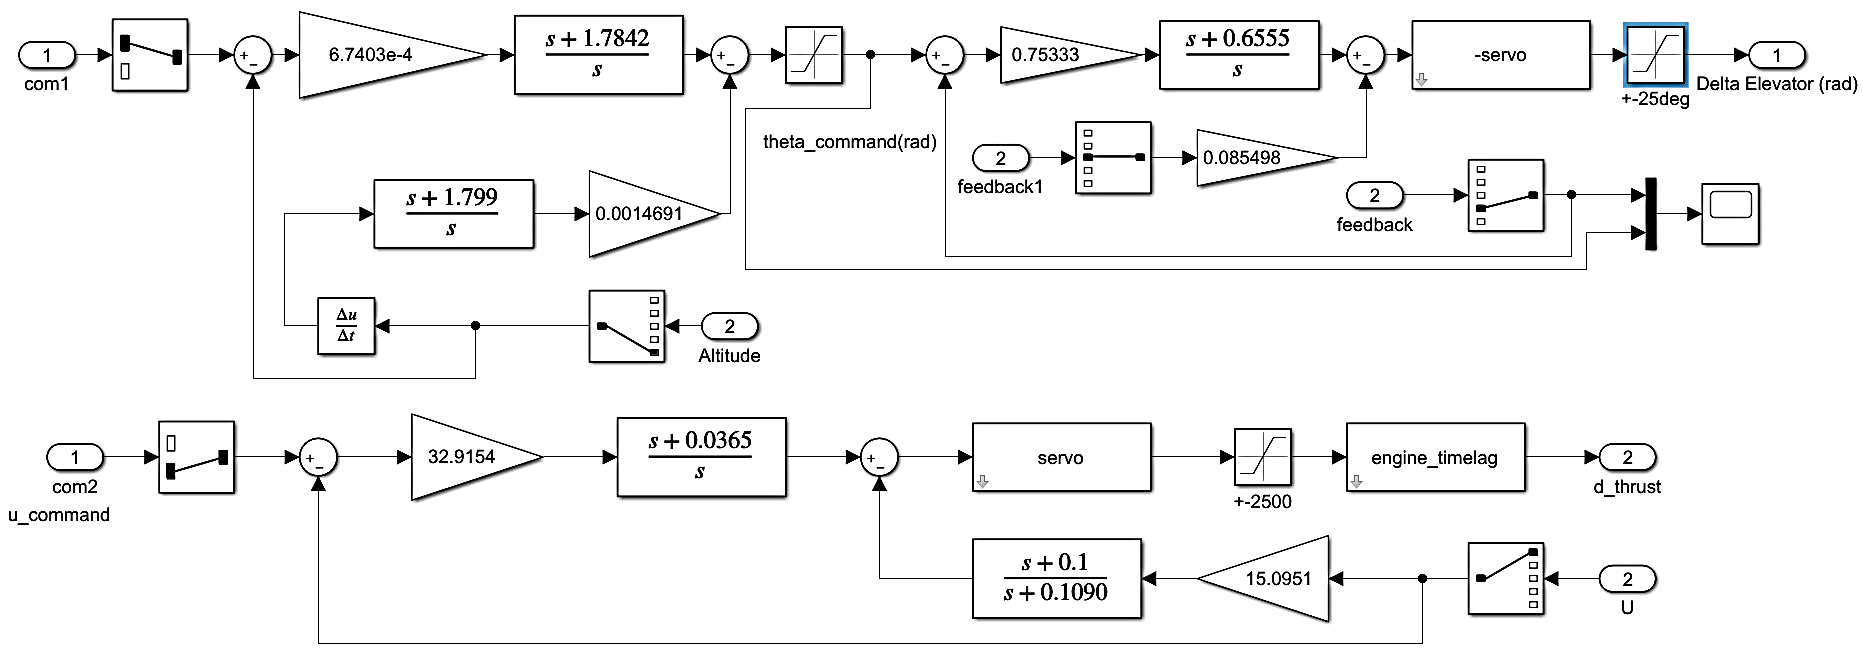 1
com1
+
−
6.7403e-4
s + 1.7842
s
+
−
+
−
0.75333
s + 0.6555
s
+
−
-servo
+-25deg
1
Delta Elevator (rad)
theta_command(rad)
2
feedback1
0.085498
2
feedback
s + 1.799
s
0.0014691
Δu
Δt
2
Altitude
1
com2
u_command
+
−
32.9154
s + 0.0365
s
+
−
servo
+-2500
engine_timelag
2
d_thrust
s + 0.1
s + 0.1090
15.0951
2
U